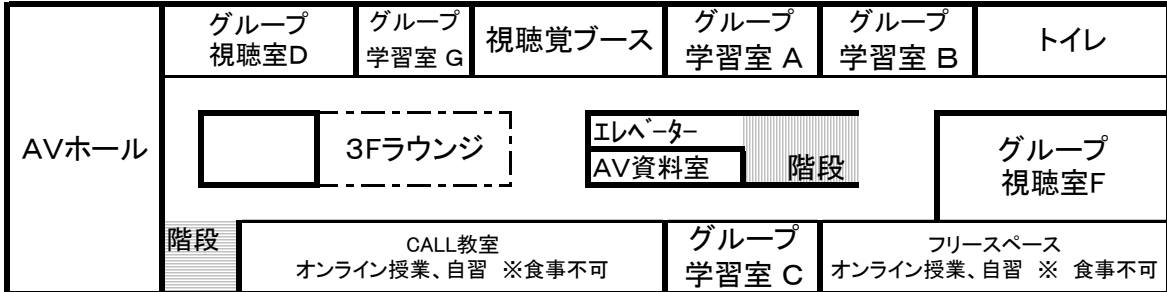 グループ
視聴室D
グループ
学習室 G
視聴覚ブース
グループ
学習室 A
グループ
学習室 B
トイレ
AVホール
3Fラウンジ
エレベーター
AV資料室
階段
グループ
視聴室F
階段
CALL教室
オンライン授業、自習 ※食事不可
グループ
学習室 C
フリースペース
オンライン授業、自習 ※ 食事不可